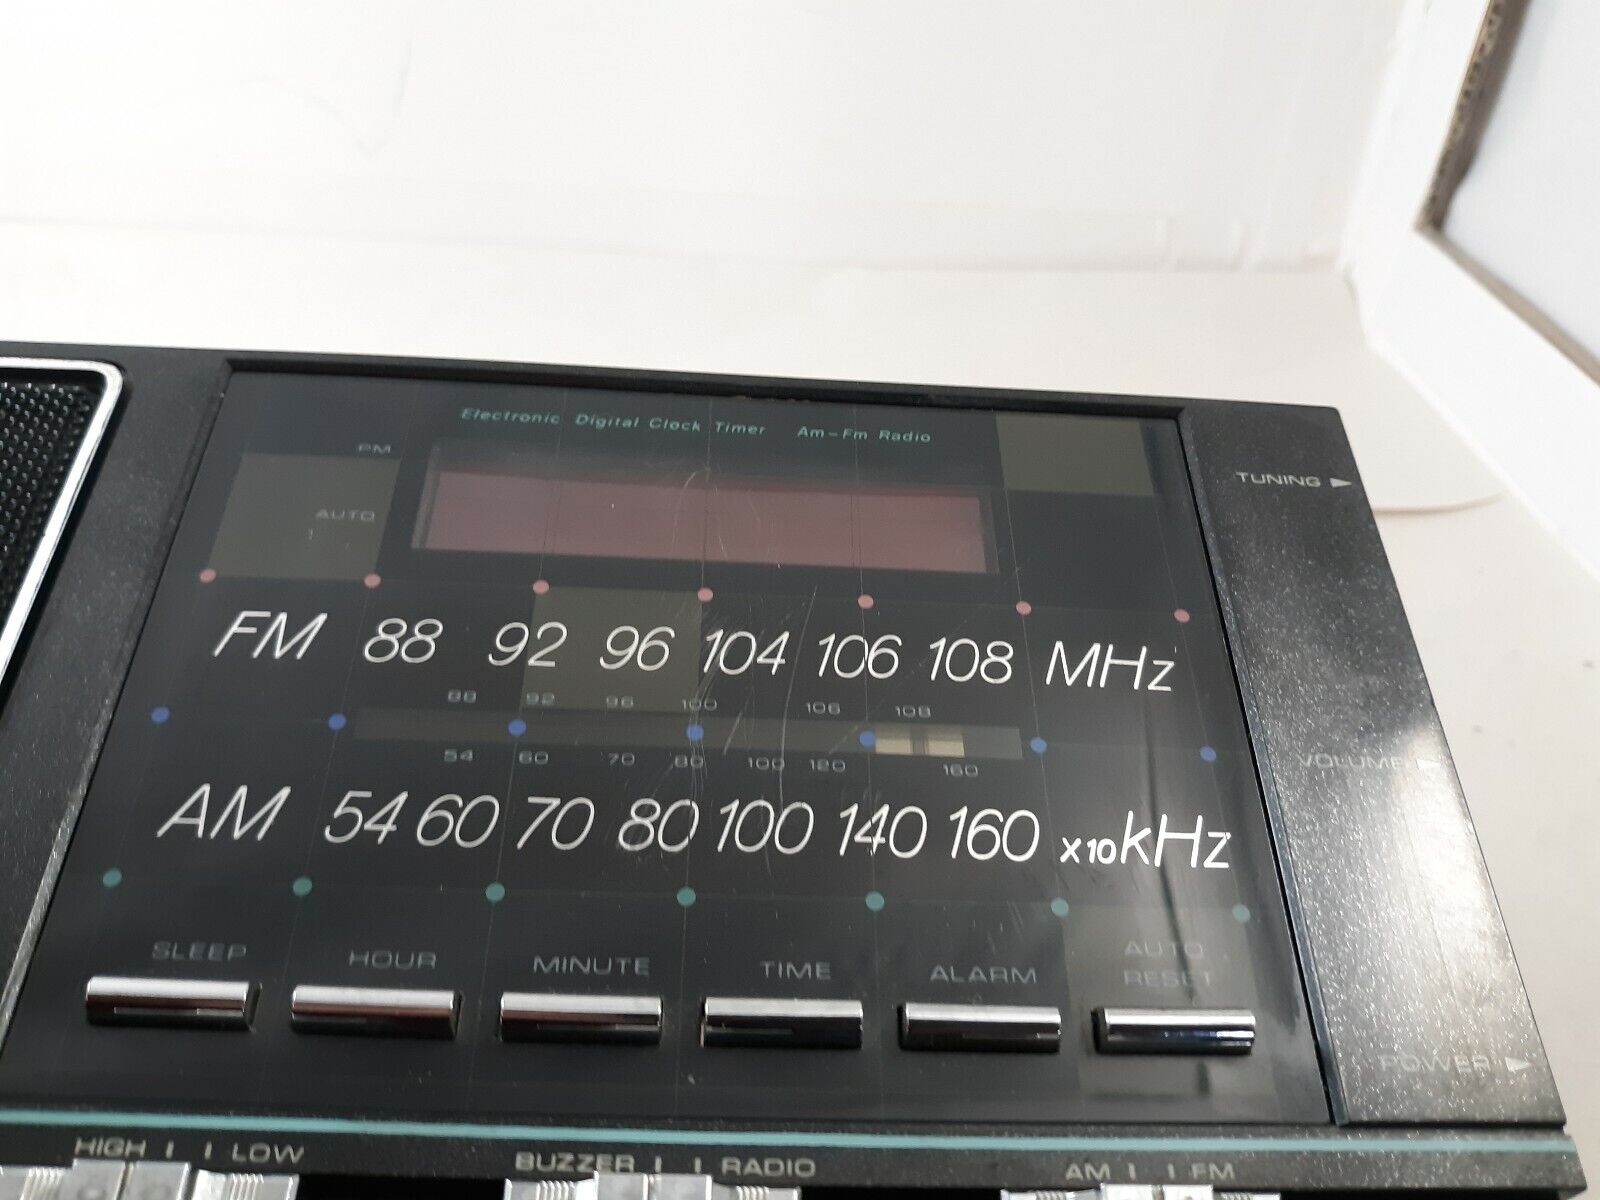 Electronic Digital Clock Timer Am-Fm Radio
PM
AUTO
TUNING
FM 88 92 96 104 106 108 MHz
88 92 96 100 106 108
54 60 70 80 100 120 160
VOLUME
AM 54 60 70 80 100 140 160 x10kHz
SLEEP HOUR MINUTE TIME ALARM AUTO RESET
POWER
HIGH LOW BUZZER RADIO AM FM